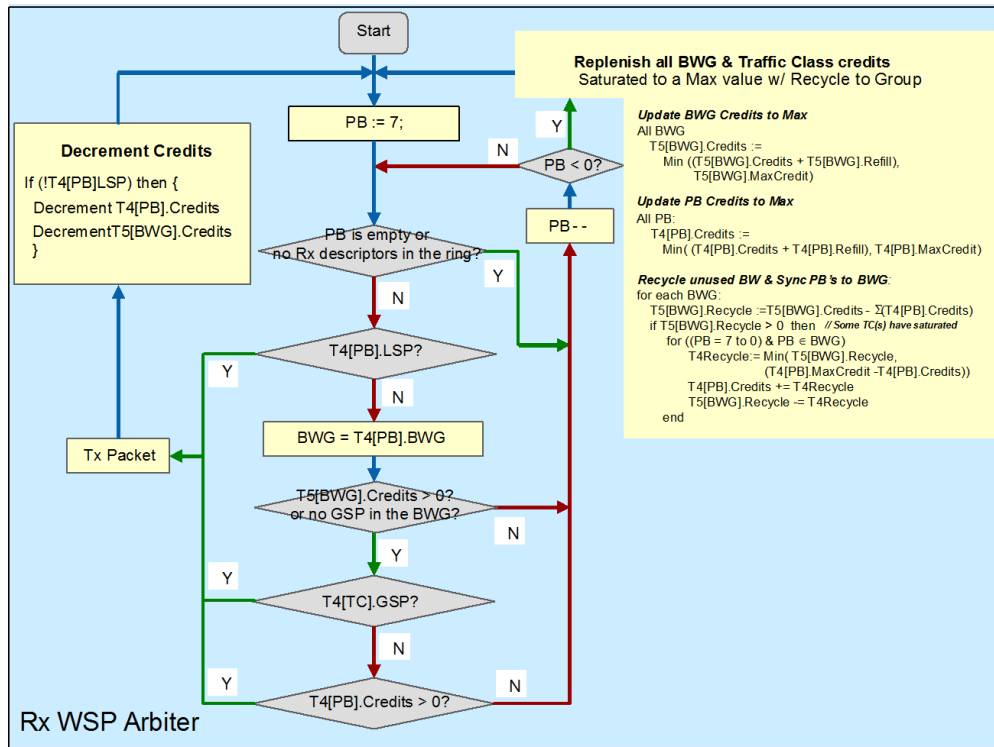 Start
Replenish all BWG & Traffic Class credits
Saturated to a Max value w/ Recycle to Group
PB := 7;
Y
N
PB < 0?
Update BWG Credits to Max
All BWG
T5[BWG].Credits :=
Min ((T5[BWG].Credits + T5[BWG].Refill),
T5[BWG].MaxCredit)
Update PB Credits to Max
All PB:
T4[PB].Credits :=
Min( (T4[PB].Credits + T4[PB].Refill), T4[PB].MaxCredit)
Recycle unused BW & Sync PB's to BWG:
for each BWG:
T5[BWG].Recycle :=T5[BWG].Credits - Σ(T4[PB].Credits)
if T5[BWG].Recycle > 0 then // Some TC(s) have saturated
for ((PB = 7 to 0) & PB ∈ BWG)
T4Recycle:= Min( T5[BWG].Recycle,
(T4[PB].MaxCredit -T4[PB].Credits))
T4[PB].Credits += T4Recycle
T5[BWG].Recycle -= T4Recycle
end
Decrement Credits
If (!T4[PB]LSP) then {
Decrement T4[PB].Credits
DecrementT5[BWG].Credits
}
PB - -
PB is empty or
no Rx descriptors in the ring?
Y
N
T4[PB].LSP?
Y
N
BWG = T4[PB].BWG
Tx Packet
T5[BWG].Credits > 0?
or no GSP in the BWG?
N
Y
Y
T4[TC].GSP?
N
Y
T4[PB].Credits > 0?
N
Rx WSP Arbiter